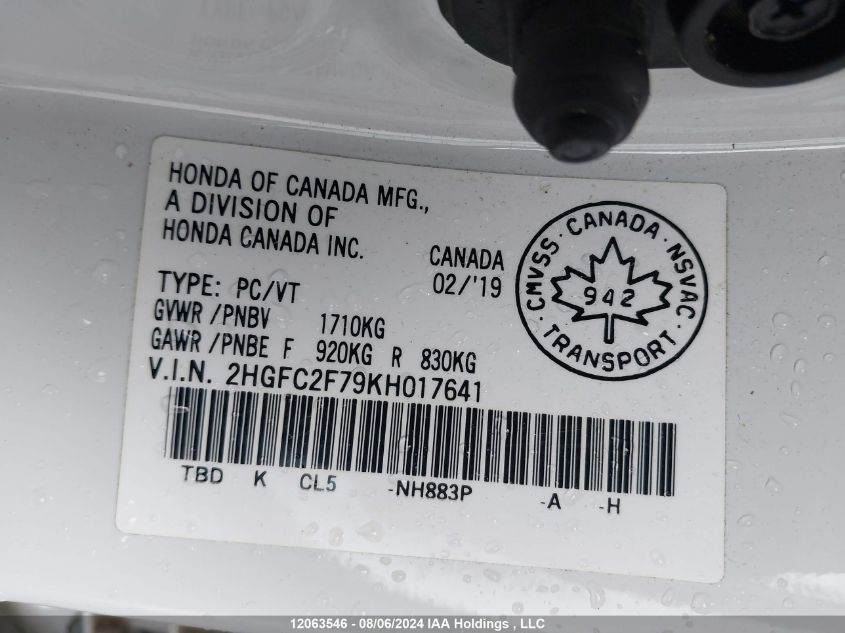 HONDA OF CANADA MFG.,
A DIVISION OF
HONDA CANADA INC.
CANADA
02/'19
TYPE: PC/VT
GVWR /PNBV 1710KG
GAWR /PNBE F 920KG R 830KG
V.I.N. 2HGFC2F79KH017641
CMVSS · CANADA · NSVAC · TRANSPORT ·
942
TBD K CL5 -NH883P -A -H
12063546 - 08/06/2024 IAA Holdings , LLC